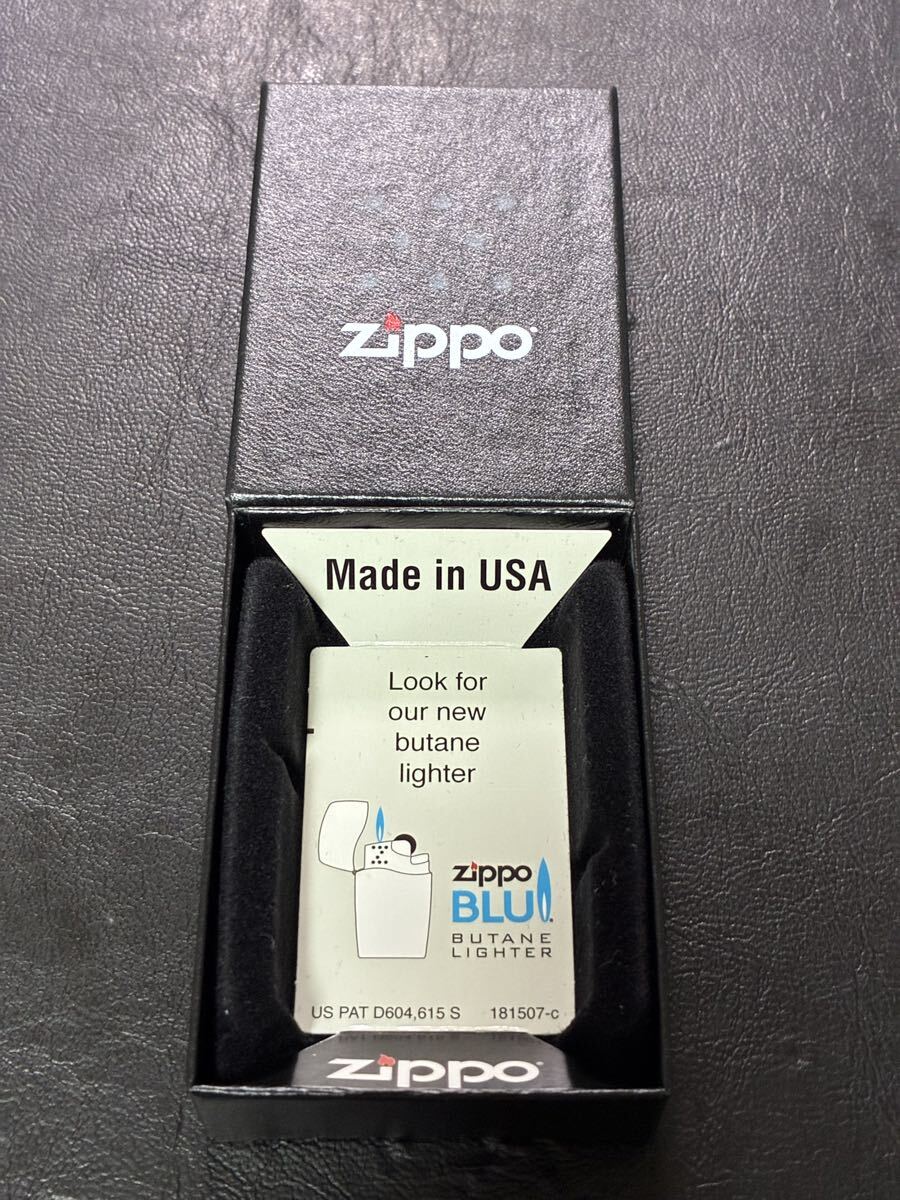 zippo
Made in USA
Look for
our new
butane
lighter
zippo
BLU
BUTANE
LIGHTER
US PAT D604,615 S 181507-c
zippo